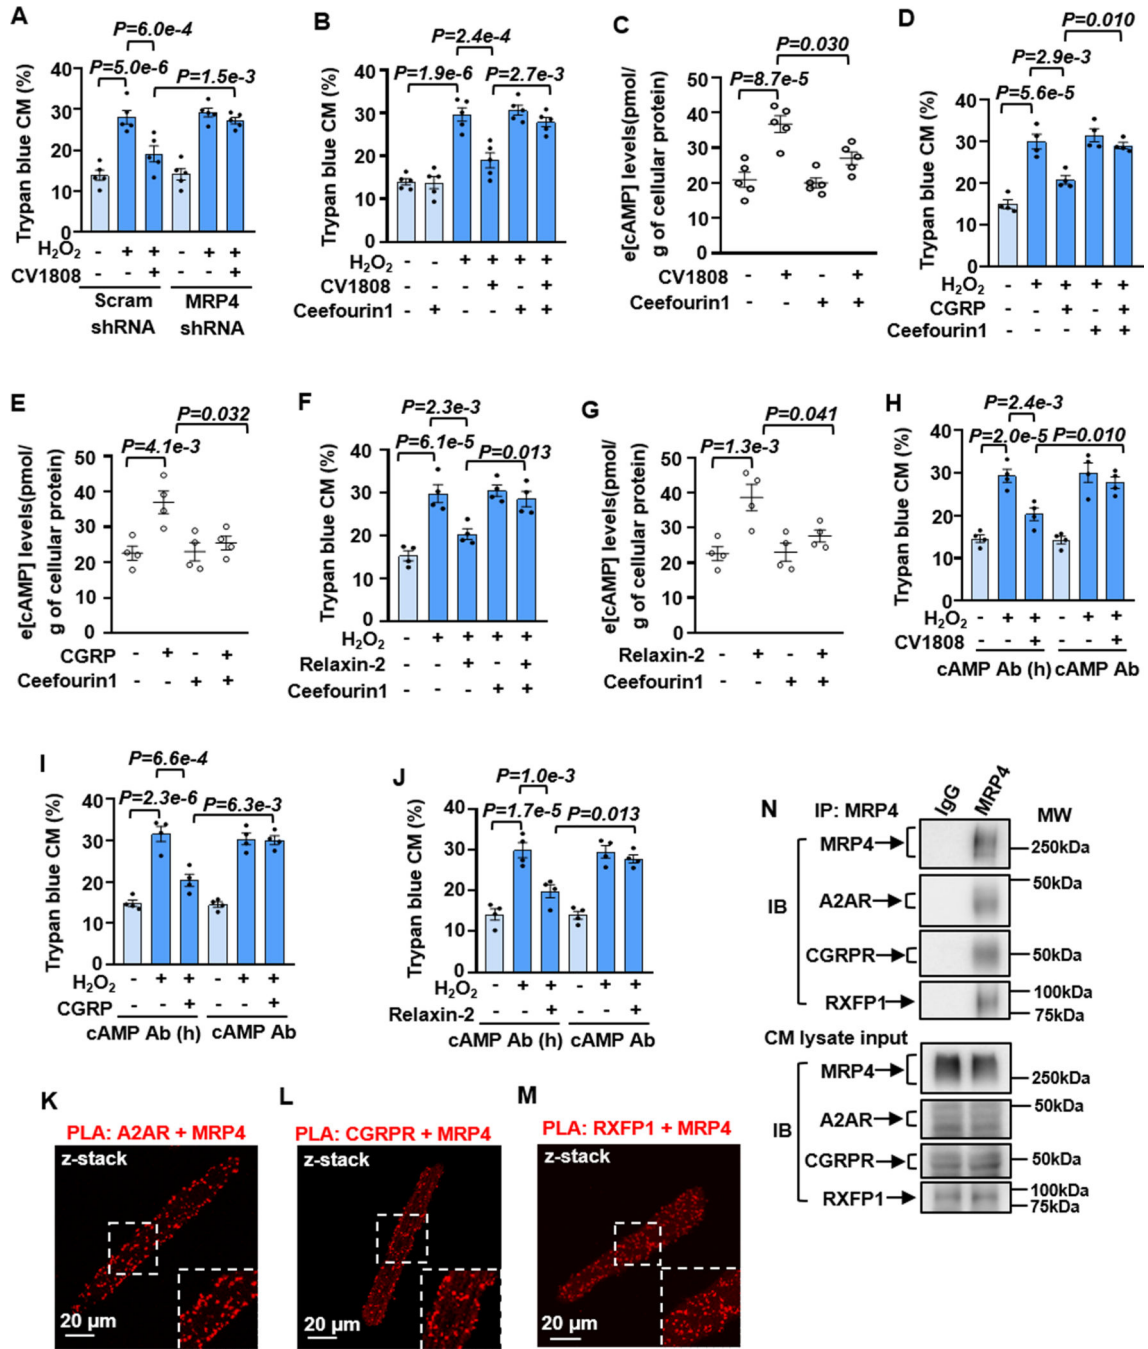 A
P=6.0e-4
P=5.0e-6 P=1.5e-3
Trypan blue CM (%)
40
30
20
10
0
H₂O₂ - + + - + +
CV1808 - - + - - +
Scram MRP4
shRNA shRNA
B
P=2.4e-4
P=1.9e-6 P=2.7e-3
Trypan blue CM (%)
40
30
20
10
0
H₂O₂ - - + + + +
CV1808 - - - + - +
Ceefourin1 - + - - + +
C
P=0.030
P=8.7e-5
e[cAMP] levels(pmol/
g of cellular protein)
50
40
30
20
10
0
CV1808 - + - +
Ceefourin1 - - + +
D
P=0.010
P=2.9e-3
P=5.6e-5
Trypan blue CM (%)
40
30
20
10
0
H₂O₂ - + + + +
CGRP - - + - +
Ceefourin1 - - - + +
E
P=0.032
P=4.1e-3
e[cAMP] levels(pmol/
g of cellular protein)
50
40
30
20
10
0
CGRP - + - +
Ceefourin1 - - + +
F
P=2.3e-3
P=6.1e-5 P=0.013
Trypan blue CM (%)
40
30
20
10
0
H₂O₂ - + + + +
Relaxin-2 - - + - +
Ceefourin1 - - - + +
G
P=0.041
P=1.3e-3
e[cAMP] levels(pmol/
g of cellular protein)
50
40
30
20
10
0
Relaxin-2 - + - +
Ceefourin1 - - + +
H
P=2.4e-3
P=2.0e-5 P=0.010
Trypan blue CM (%)
40
30
20
10
0
H₂O₂ - + + - + +
CV1808 - - + - - +
cAMP Ab (h) cAMP Ab
I
P=6.6e-4
P=2.3e-6 P=6.3e-3
Trypan blue CM (%)
40
30
20
10
0
H₂O₂ - + + - + +
CGRP - - + - - +
cAMP Ab (h) cAMP Ab
J
P=1.0e-3
P=1.7e-5 P=0.013
Trypan blue CM (%)
40
30
20
10
0
H₂O₂ - + + - + +
Relaxin-2 - - + - - +
cAMP Ab (h) cAMP Ab
K
PLA: A2AR + MRP4
z-stack
20 µm
L
PLA: CGRPR + MRP4
z-stack
20 µm
M
PLA: RXFP1 + MRP4
z-stack
20 µm
N
IP: MRP4 IgG MRP4 MW
IB
MRP4 250kDa
A2AR 50kDa
CGRPR 50kDa
RXFP1 100kDa
75kDa
CM lysate input
IB
MRP4 250kDa
A2AR 50kDa
CGRPR 50kDa
RXFP1 100kDa
75kDa